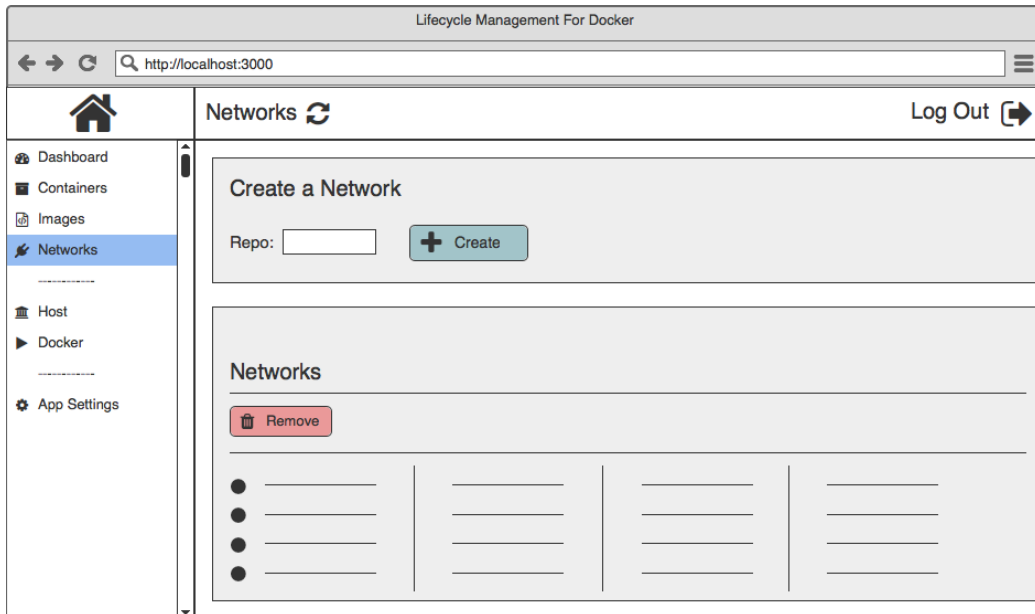 Lifecycle Management For Docker
http://localhost:3000
Networks
Log Out
Dashboard
Containers
Images
Networks
------------
Host
Docker
------------
App Settings
Create a Network
Repo:
Create
Networks
Remove